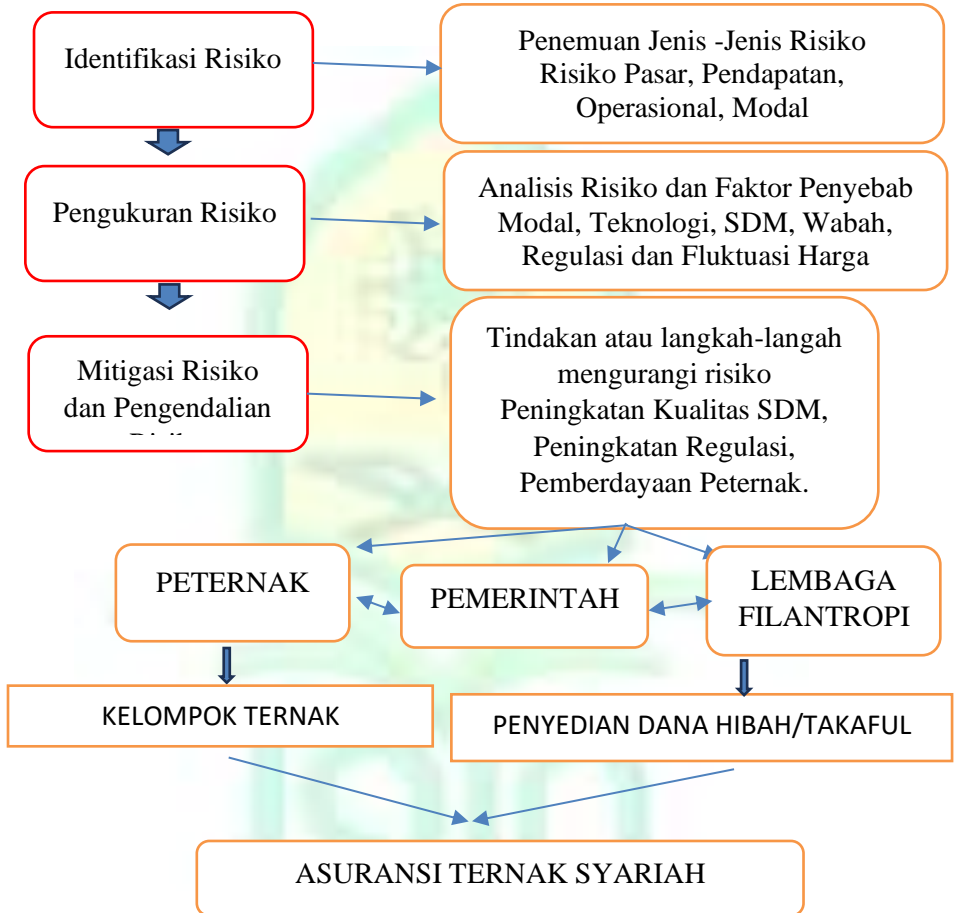 Identifikasi Risiko
Penemuan Jenis -Jenis Risiko
Risiko Pasar, Pendapatan,
Operasional, Modal
Pengukuran Risiko
Analisis Risiko dan Faktor Penyebab
Modal, Teknologi, SDM, Wabah,
Regulasi dan Fluktuasi Harga
Mitigasi Risiko
dan Pengendalian
Tindakan atau langkah-langah
mengurangi risiko
Peningkatan Kualitas SDM,
Peningkatan Regulasi,
Pemberdayaan Peternak.
PETERNAK
PEMERINTAH
LEMBAGA
FILANTROPI
KELOMPOK TERNAK
PENYEDIAN DANA HIBAH/TAKAFUL
ASURANSI TERNAK SYARIAH